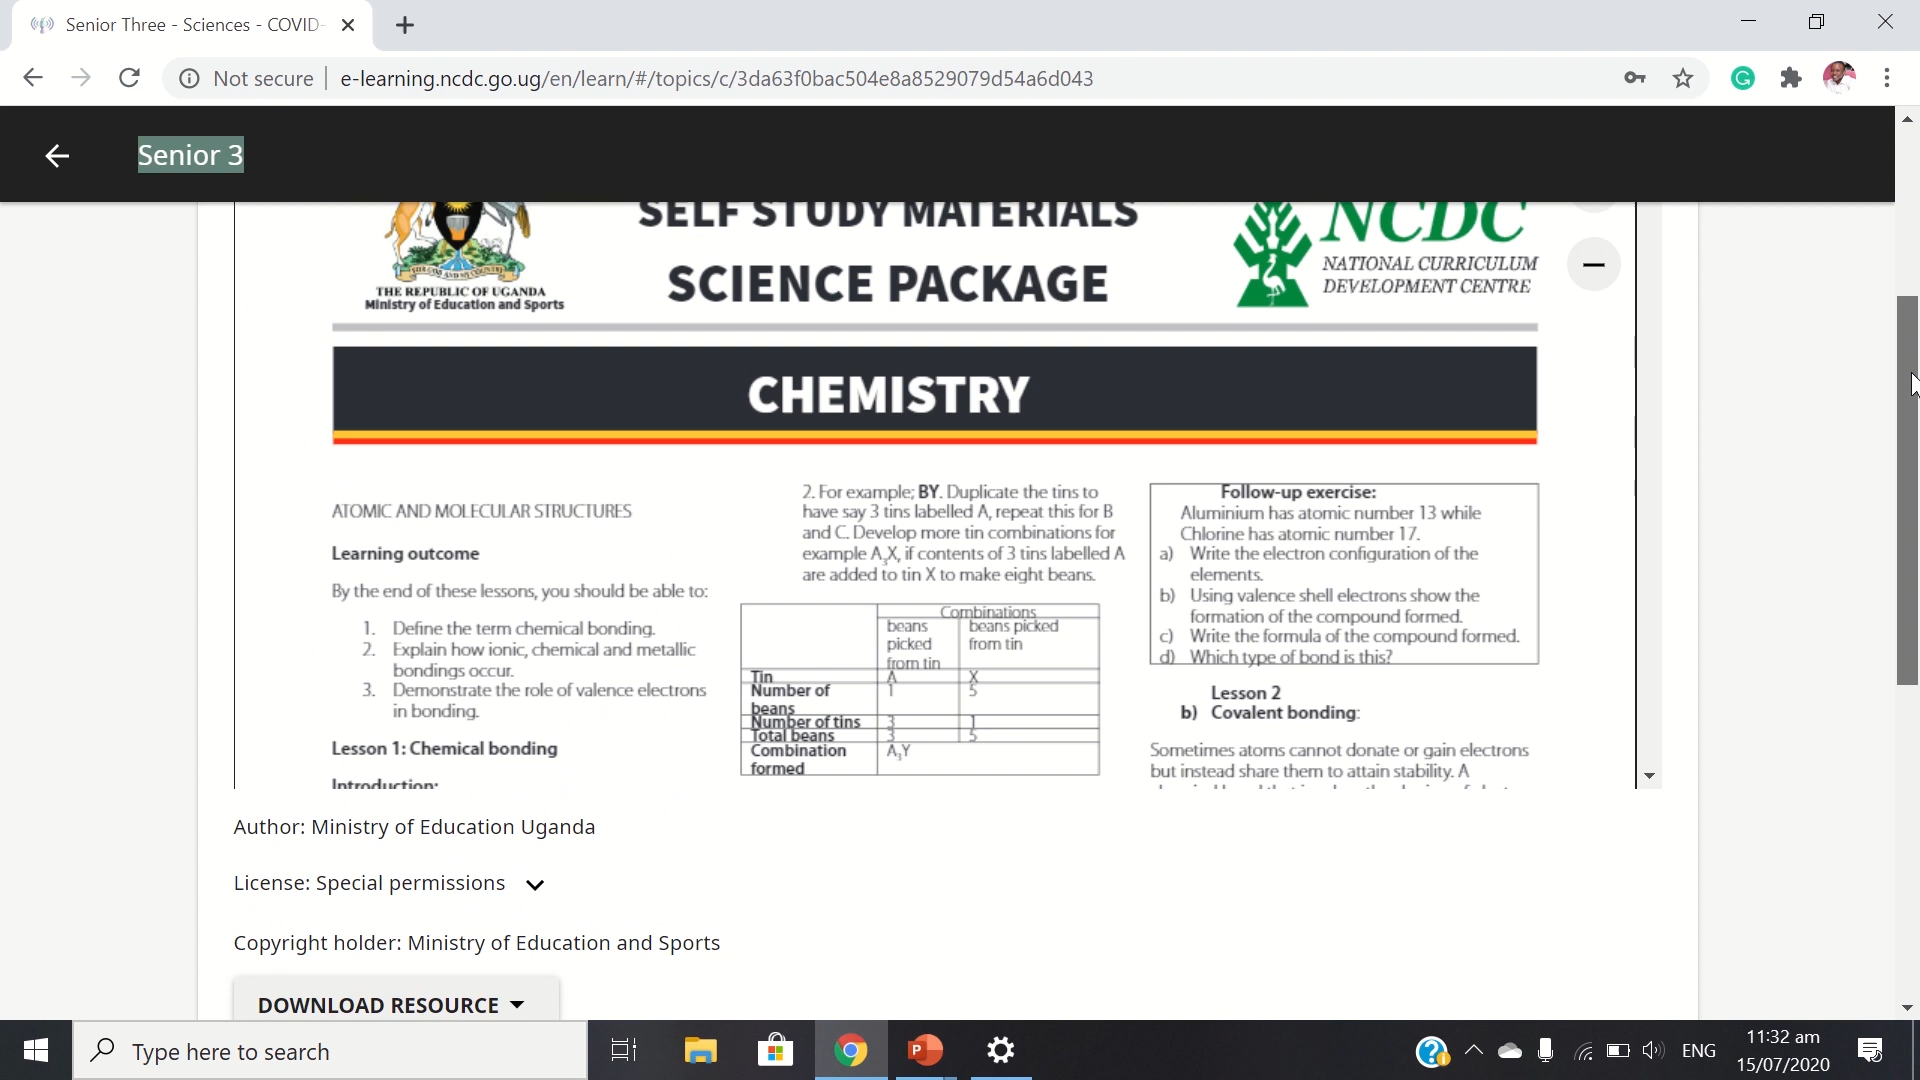 Senior Three - Sciences - COVID-
Not secure
e-learning.ncdc.go.ug/en/learn/#/topics/c/3da63f0bac504e8a8529079d54a6d043
Senior 3
SELF STUDY MATERIALS
SCIENCE PACKAGE
FOR GOD AND MY COUNTRY
THE REPUBLIC OF UGANDA
Ministry of Education and Sports
NCDC
NATIONAL CURRICULUM
DEVELOPMENT CENTRE
CHEMISTRY
ATOMIC AND MOLECULAR STRUCTURES
Learning outcome
By the end of these lessons, you should be able to:
1. Define the term chemical bonding.
2. Explain how ionic, chemical and metallic
bondings occur.
3. Demonstrate the role of valence electrons
in bonding.
Lesson 1: Chemical bonding
Introduction:
2. For example; BY. Duplicate the tins to
have say 3 tins labelled A, repeat this for B
and C. Develop more tin combinations for
example A3X, if contents of 3 tins labelled A
are added to tin X to make eight beans.
Combinations
beans picked from tin
beans picked from tin
Tin A X
Number of beans 1 5
Number of tins 3 1
Total beans 3 5
Combination formed A3Y
Follow-up exercise:
Aluminium has atomic number 13 while
Chlorine has atomic number 17.
a) Write the electron configuration of the
elements.
b) Using valence shell electrons show the
formation of the compound formed.
c) Write the formula of the compound formed.
d) Which type of bond is this?
Lesson 2
b) Covalent bonding:
Sometimes atoms cannot donate or gain electrons
but instead share them to attain stability. A
Author: Ministry of Education Uganda
License: Special permissions
Copyright holder: Ministry of Education and Sports
DOWNLOAD RESOURCE
Type here to search
ENG
11:32 am
15/07/2020